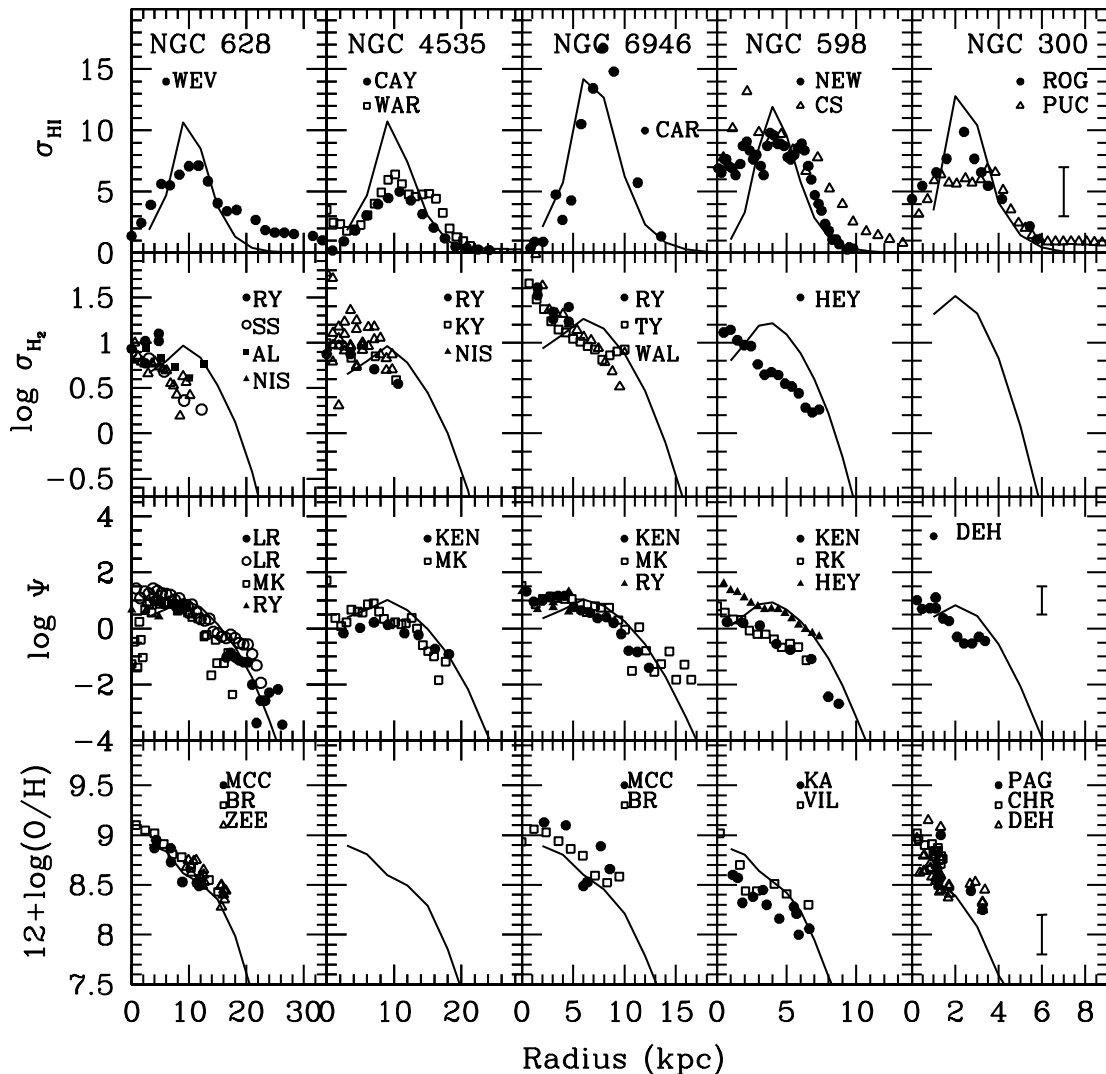 NGC 628 NGC 4535 NGC 6946 NGC 598 NGC 300
15
10
5
0
σHI
WEV
CAY
WAR
CAR
NEW
CS
ROG
PUC
1.5
1
0.5
0
−0.5
log σH2
RY
SS
AL
NIS
RY
KY
NIS
RY
TY
WAL
HEY
4
2
0
−2
−4
log Ψ
LR
LR
MK
RY
KEN
MK
KEN
MK
RY
KEN
RK
HEY
DEH
9.5
9
8.5
8
7.5
12+log(O/H)
MCC
BR
ZEE
MCC
BR
KA
VIL
PAG
CHR
DEH
0 10 20 30 0 10 20 0 5 10 15 0 5 10 0 2 4 6 8
Radius (kpc)